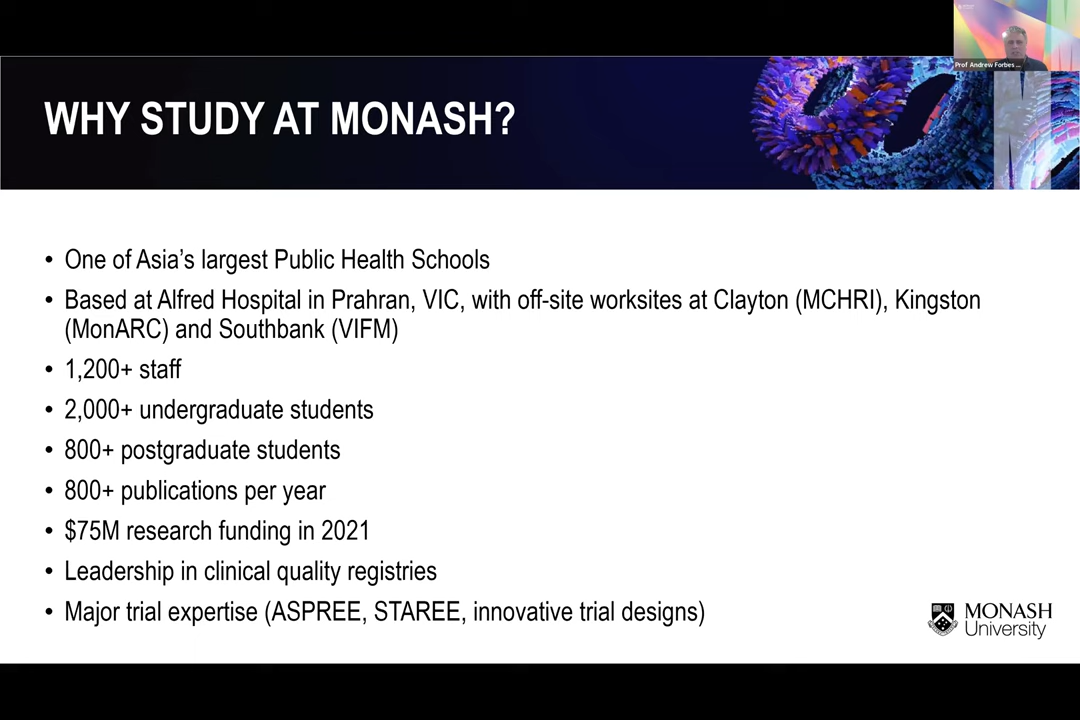 Prof Andrew Forbes ...
WHY STUDY AT MONASH?
• One of Asia’s largest Public Health Schools
• Based at Alfred Hospital in Prahran, VIC, with off-site worksites at Clayton (MCHRI), Kingston
(MonARC) and Southbank (VIFM)
• 1,200+ staff
• 2,000+ undergraduate students
• 800+ postgraduate students
• 800+ publications per year
• $75M research funding in 2021
• Leadership in clinical quality registries
• Major trial expertise (ASPREE, STAREE, innovative trial designs)
MONASH
University